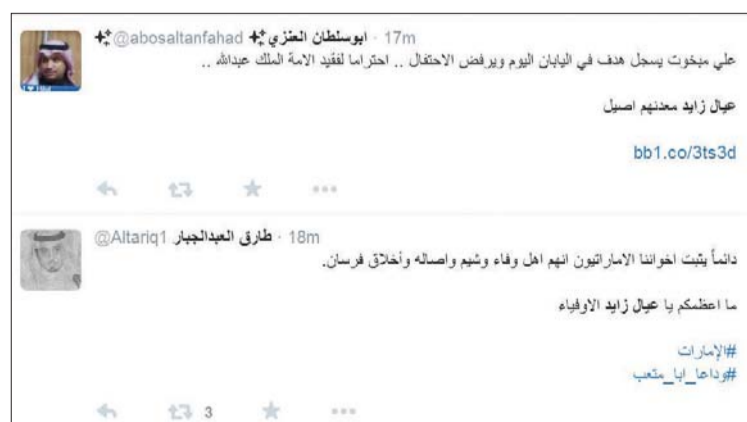 ابوسلطان العنزي @abosaltanfahad · 17m
علي مبخوت يسجل هدف في اليابان اليوم ويرفض الاحتفال .. احتراما لفقيد الامة الملك عبدالله ..
عيال زايد معدنهم اصيل
bb1.co/3ts3d
طارق العبدالجبار @Altariq1 · 18m
دائماً يثبت اخواننا الاماراتيون انهم اهل وفاء وشيم واصاله وأخلاق فرسان.
ما اعظمكم يا عيال زايد الاوفياء
#الإمارات
#وداعا_ابا_متعب
3